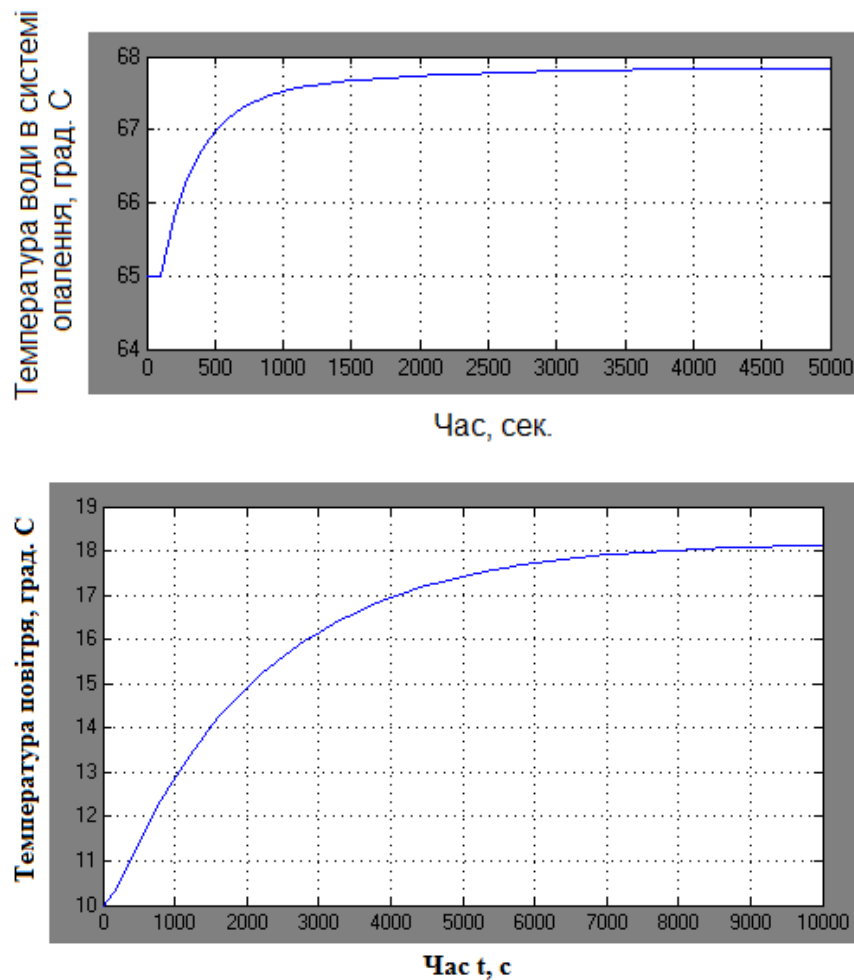 Температура води в системі
опалення, град. С
68
67
66
65
64
0 500 1000 1500 2000 2500 3000 3500 4000 4500 5000
Час, сек.
Температура повітря, град. С
19
18
17
16
15
14
13
12
11
10
0 1000 2000 3000 4000 5000 6000 7000 8000 9000 10000
Час t, с